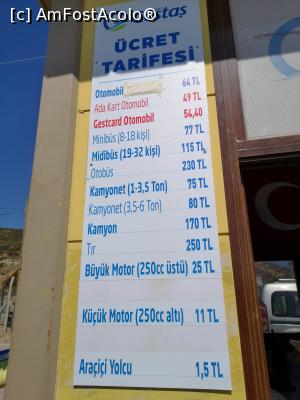 [c] AmFostAcolo®
ÜCRET
TARİFESİ
Otomobil 64 TL
Ada Kart Otomobil 49 TL
Gestcard Otomobil 54,40
Minibüs (8-18 kişi) 77 TL
Midibüs (19-32 kişi) 115 TL
Otobüs 230 TL
Kamyonet (1-3,5 Ton) 75 TL
Kamyonet (3,5-6 Ton) 80 TL
Kamyon 170 TL
Tır 250 TL
Büyük Motor (250cc üstü) 25 TL
Küçük Motor (250cc altı) 11 TL
Araçiçi Yolcu 1,5 TL